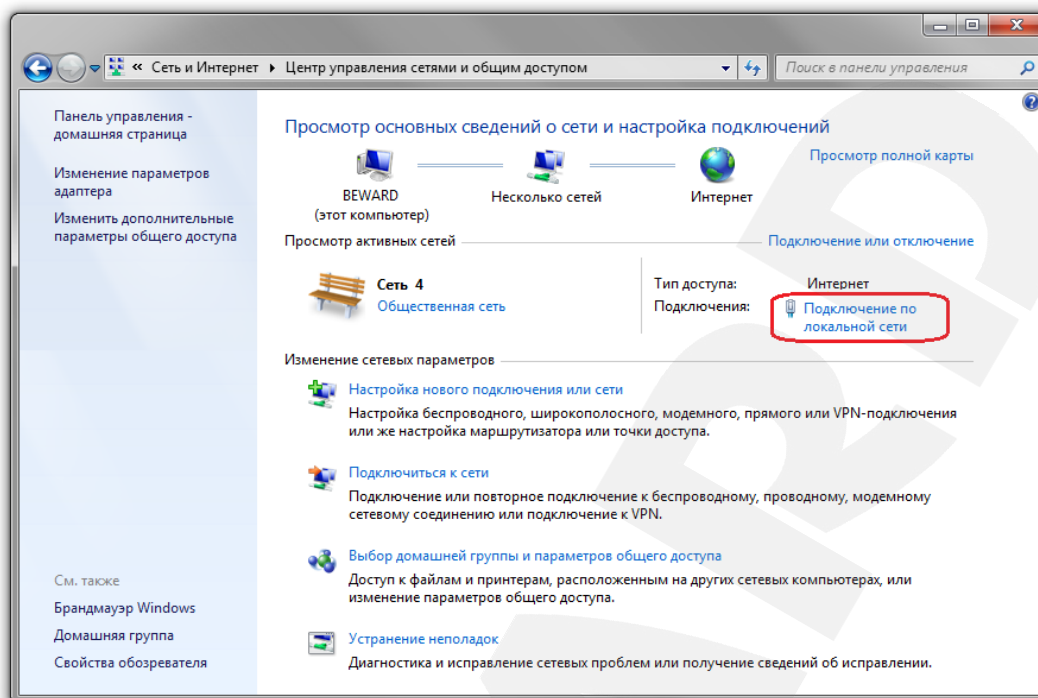 « Сеть и Интернет ▸ Центр управления сетями и общим доступом
Поиск в панели управления
Панель управления -
домашняя страница
Изменение параметров
адаптера
Изменить дополнительные
параметры общего доступа
См. также
Брандмауэр Windows
Домашняя группа
Свойства обозревателя
Просмотр основных сведений о сети и настройка подключений
Просмотр полной карты
BEWARD
(этот компьютер)
Несколько сетей
Интернет
Просмотр активных сетей
Подключение или отключение
Сеть 4
Общественная сеть
Тип доступа: Интернет
Подключения: Подключение по
локальной сети
Изменение сетевых параметров
Настройка нового подключения или сети
Настройка беспроводного, широкополосного, модемного, прямого или VPN-подключения
или же настройка маршрутизатора или точки доступа.
Подключиться к сети
Подключение или повторное подключение к беспроводному, проводному, модемному
сетевому соединению или подключение к VPN.
Выбор домашней группы и параметров общего доступа
Доступ к файлам и принтерам, расположенным на других сетевых компьютерах, или
изменение параметров общего доступа.
Устранение неполадок
Диагностика и исправление сетевых проблем или получение сведений об исправлении.